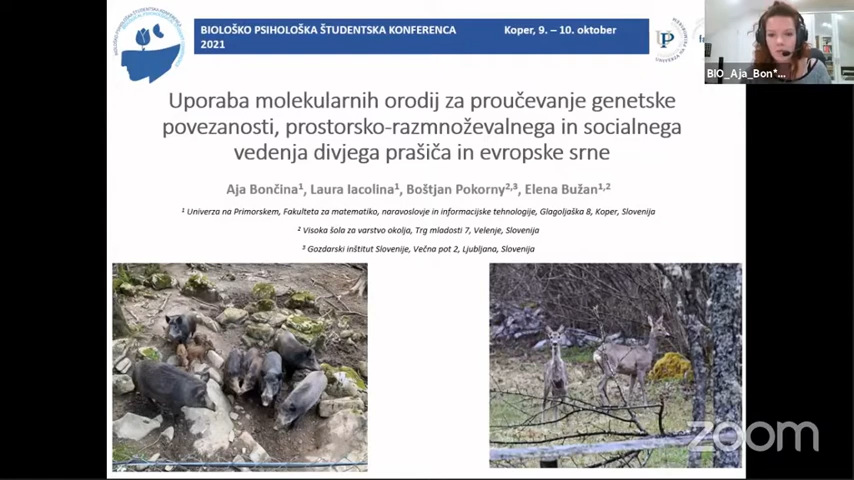 BIOLOŠKO PSIHOLOŠKA ŠTUDENTSKA KONFERENCA Koper, 9. – 10. oktober
2021
BIO_Aja_Bon*...
Uporaba molekularnih orodij za proučevanje genetske
povezanosti, prostorsko-razmnoževalnega in socialnega
vedenja divjega prašiča in evropske srne
Aja Bončina¹, Laura Iacolina¹, Boštjan Pokorny²,³, Elena Bužan¹,²
¹ Univerza na Primorskem, Fakulteta za matematiko, naravoslovje in informacijske tehnologije, Glagoljaška 8, Koper, Slovenija
² Visoka šola za varstvo okolja, Trg mladosti 7, Velenje, Slovenija
³ Gozdarski inštitut Slovenije, Večna pot 2, Ljubljana, Slovenija
zoom